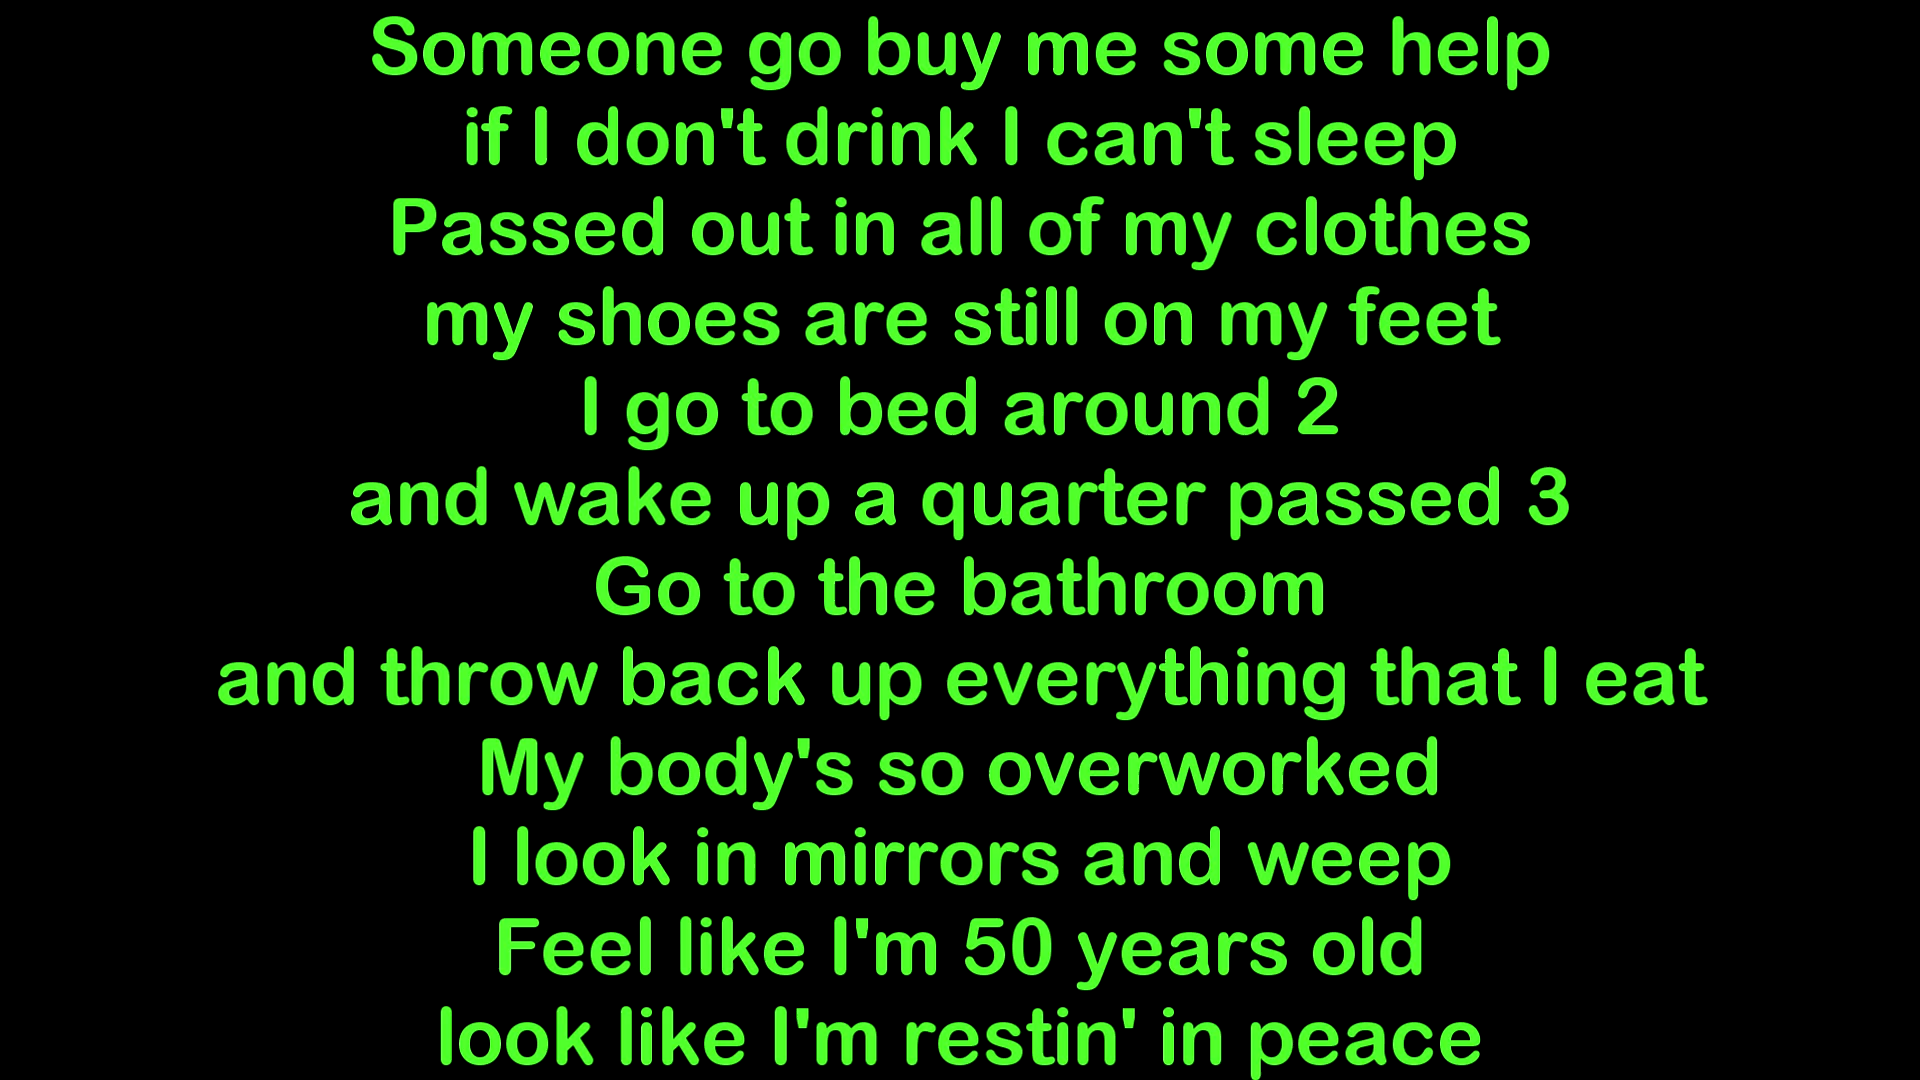 Someone go buy me some help
if I don't drink I can't sleep
Passed out in all of my clothes
my shoes are still on my feet
I go to bed around 2
and wake up a quarter passed 3
Go to the bathroom
and throw back up everything that I eat
My body's so overworked
I look in mirrors and weep
Feel like I'm 50 years old
look like I'm restin' in peace